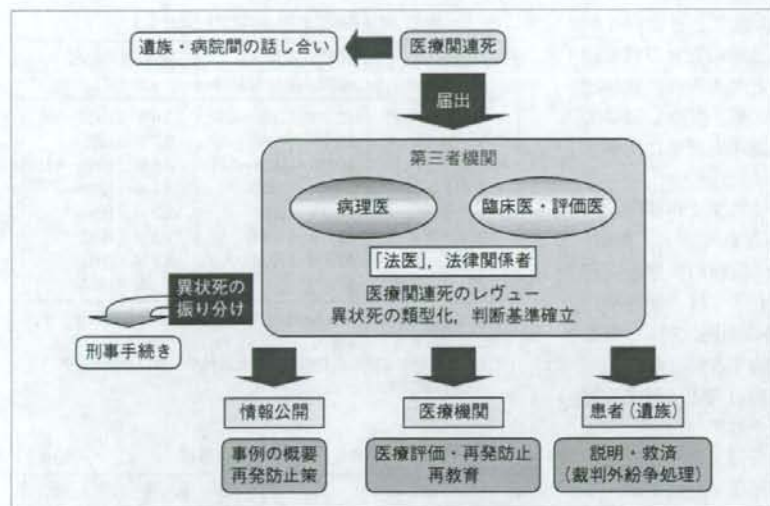 遺族・病院間の話し合い
医療関連死
届出
第三者機関
病理医
臨床医・評価医
「法医」,法律関係者
医療関連死のレヴュー
異状死の類型化,判断基準確立
異状死の
振り分け
刑事手続き
情報公開
医療機関
患者(遺族)
事例の概要
再発防止策
医療評価・再発防止
再教育
説明・救済
(裁判外紛争処理)